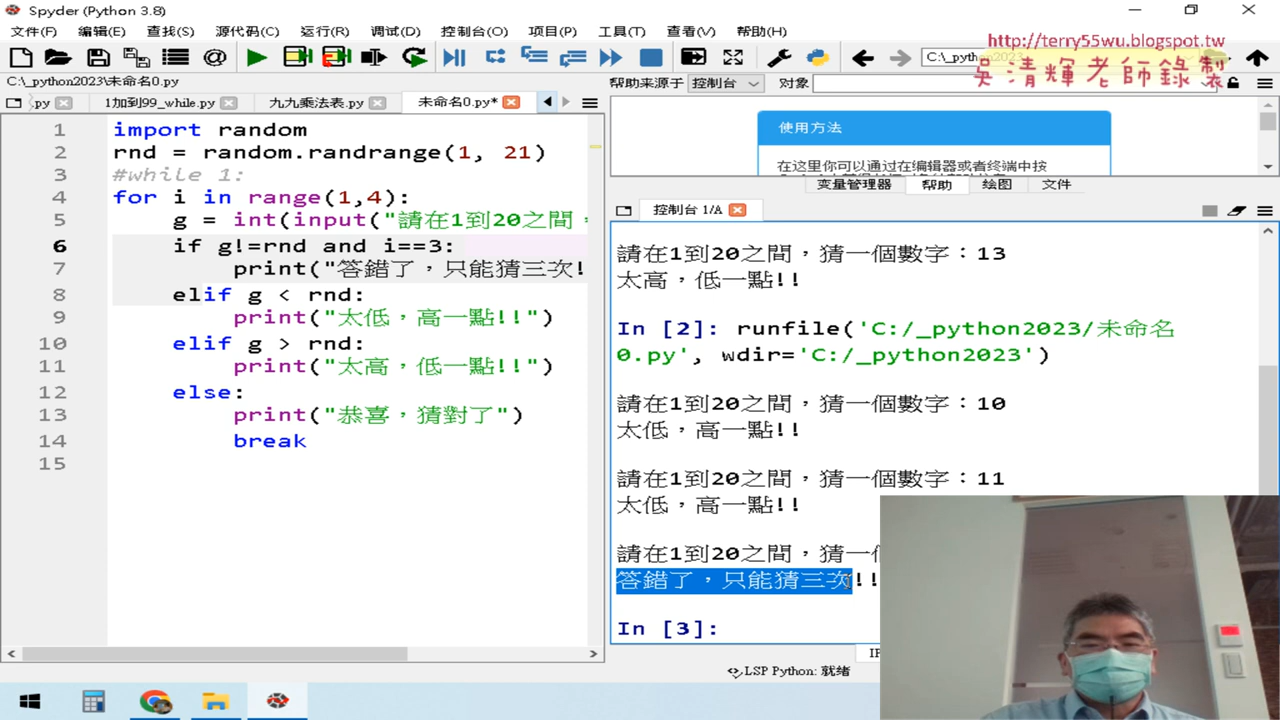 Spyder (Python 3.8)
文件(F) 编辑(E) 查找(S) 源代码(C) 运行(R) 调试(D) 控制台(O) 项目(P) 工具(T) 查看(V) 帮助(H)
http://terry55wu.blogspot.tw
吳清輝老師錄製
C:\_pytho
C:\_python2023\未命名0.py
帮助来源于 控制台 对象
.py 1加到99_while.py 九九乘法表.py 未命名0.py*
使用方法
在这里你可以通过在编辑器或者终端中按
变量管理器 帮助 绘图 文件
控制台 1/A
1 import random
2 rnd = random.randrange(1, 21)
3 #while 1:
4 for i in range(1,4):
5 g = int(input("請在1到20之間，
6 if g!=rnd and i==3:
7 print("答錯了，只能猜三次!
8 elif g < rnd:
9 print("太低，高一點!!")
10 elif g > rnd:
11 print("太高，低一點!!")
12 else:
13 print("恭喜，猜對了")
14 break
15
請在1到20之間，猜一個數字：13
太高，低一點!!
In [2]: runfile('C:/_python2023/未命名
0.py', wdir='C:/_python2023')
請在1到20之間，猜一個數字：10
太低，高一點!!
請在1到20之間，猜一個數字：11
太低，高一點!!
請在1到20之間，猜一
答錯了，只能猜三次!!
In [3]:
LSP Python: 就绪